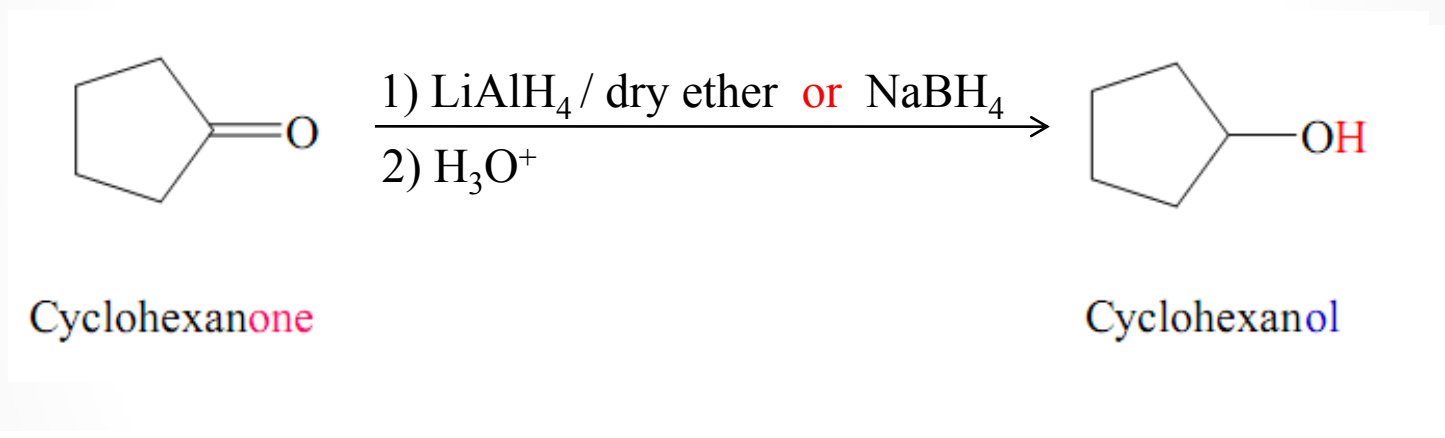 O
1) LiAlH₄ / dry ether or NaBH₄
2) H₃O⁺
OH
Cyclohexanone
Cyclohexanol